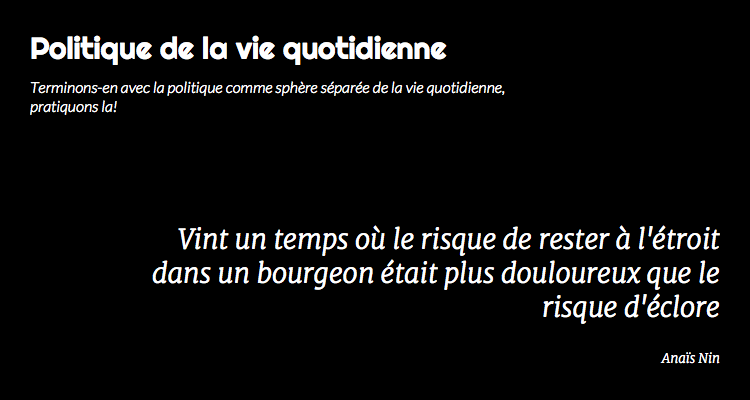 Politique de la vie quotidienne
Terminons-en avec la politique comme sphère séparée de la vie quotidienne,
pratiquons la!
Vint un temps où le risque de rester à l'étroit
dans un bourgeon était plus douloureux que le
risque d'éclore
Anaïs Nin